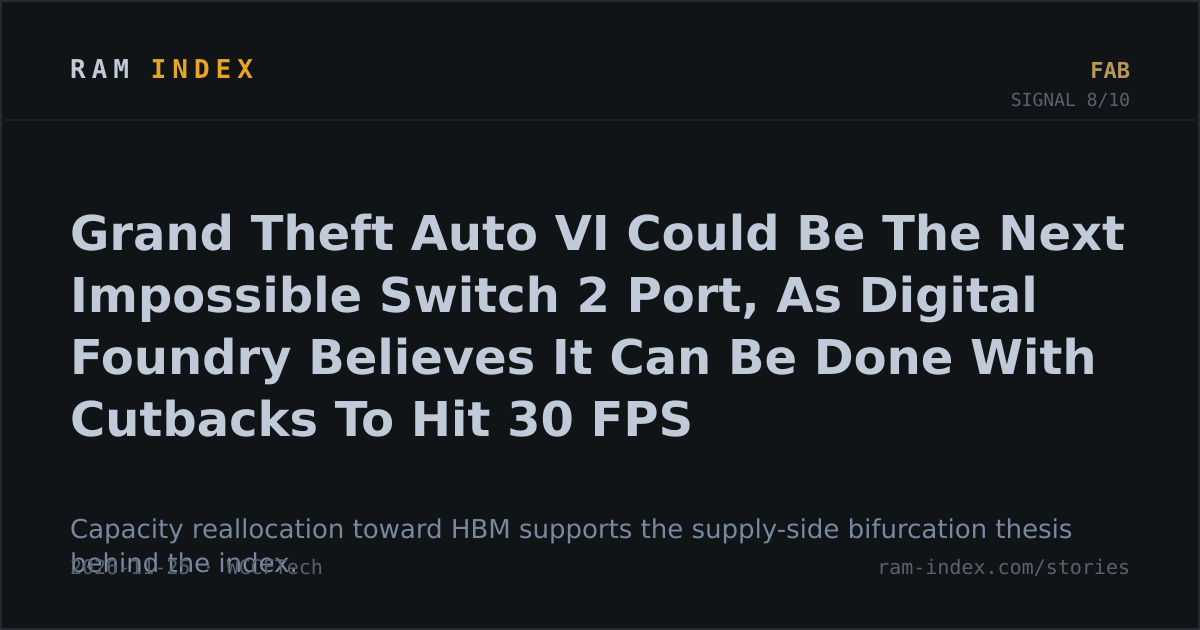 RAM INDEX
FAB
SIGNAL 8/10
Grand Theft Auto VI Could Be The Next
Impossible Switch 2 Port, As Digital
Foundry Believes It Can Be Done With
Cutbacks To Hit 30 FPS
Capacity reallocation toward HBM supports the supply-side bifurcation thesis
behind the index.
WCCFTech
ram-index.com/stories